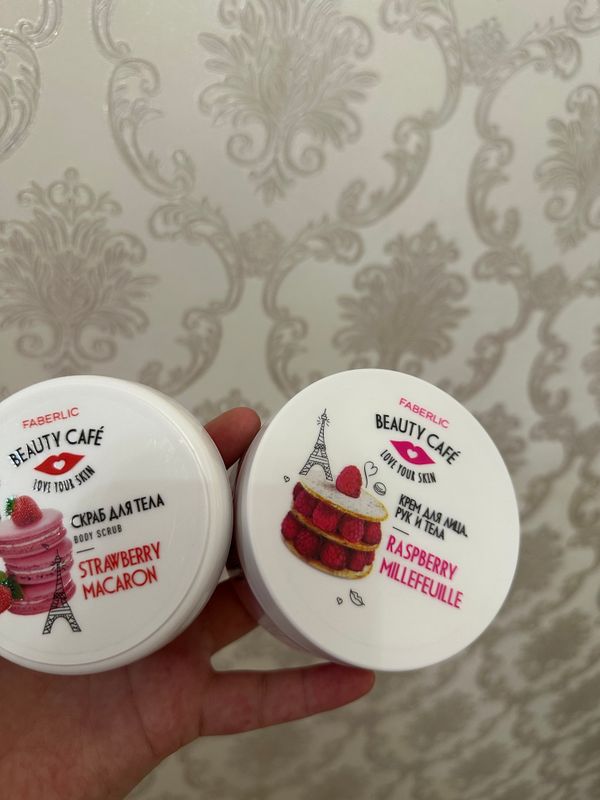 FABERLIC
BEAUTY CAFÉ
LOVE YOUR SKIN
СКРАБ ДЛЯ ТЕЛА
BODY SCRUB
STRAWBERRY
MACARON
FABERLIC
BEAUTY CAFÉ
LOVE YOUR SKIN
КРЕМ ДЛЯ ЛИЦА,
РУК И ТЕЛА
RASPBERRY
MILLEFEUILLE